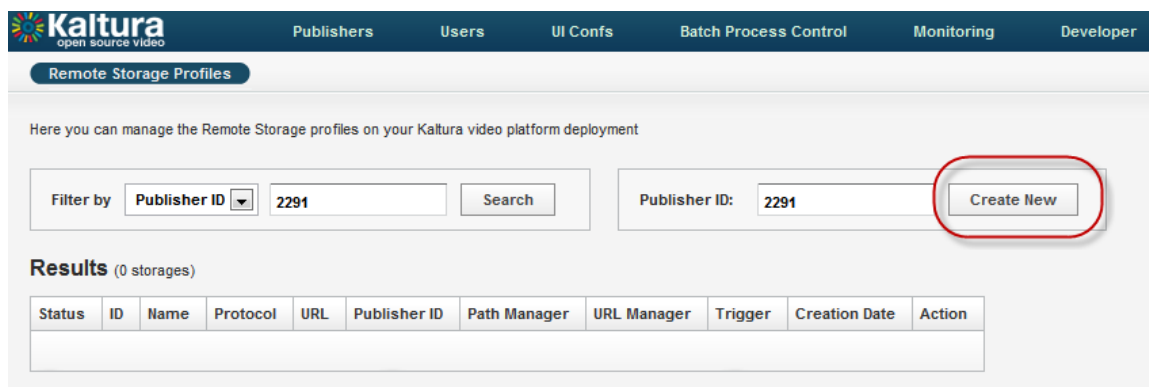 Kaltura
open source video
Publishers Users UI Confs Batch Process Control Monitoring Developer
Remote Storage Profiles
Here you can manage the Remote Storage profiles on your Kaltura video platform deployment
Filter by Publisher ID 2291 Search Publisher ID: 2291 Create New
Results (0 storages)
Status ID Name Protocol URL Publisher ID Path Manager URL Manager Trigger Creation Date Action